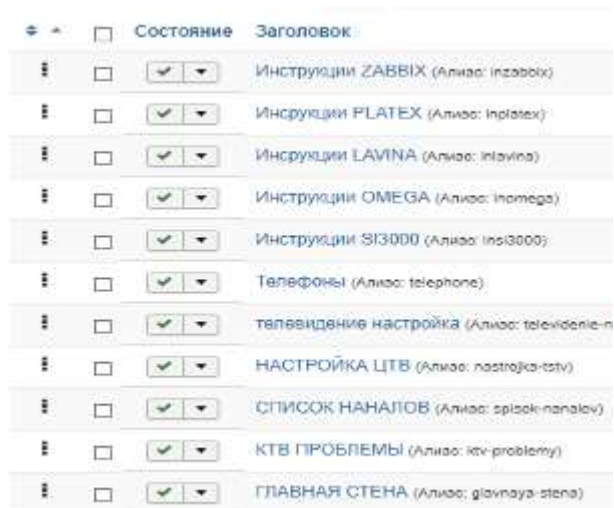 Состояние Заголовок
Инструкции ZABBIX (Алиас: inzabbix)
Инсрукции PLATEX (Алиас: inplatex)
Инсрукции LAVINA (Алиас: inlavina)
Инструкции OMEGA (Алиас: inomega)
Инструкции SI3000 (Алиас: insi3000)
Телефоны (Алиас: telephone)
телевидение настройка (Алиас: televidenie-n
НАСТРОЙКА ЦТВ (Алиас: nastrojka-tstv)
СПИСОК НАНАЛОВ (Алиас: spisok-nanalov)
КТВ ПРОБЛЕМЫ (Алиас: ktv-problemy)
ГЛАВНАЯ СТЕНА (Алиас: glavnaya-stena)